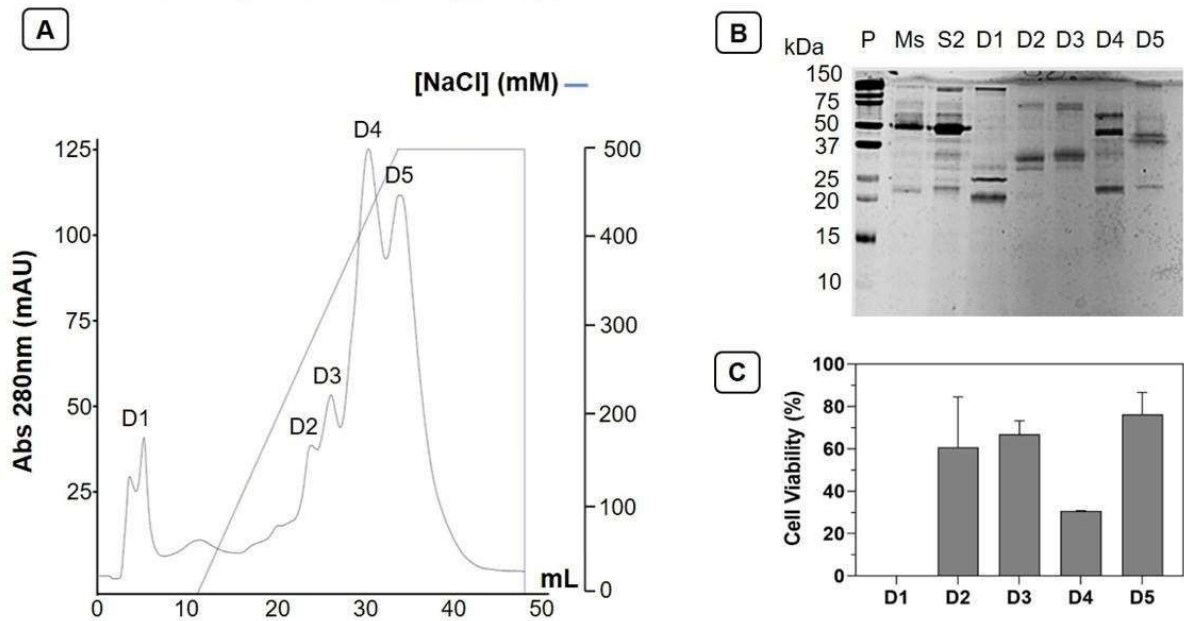 A
[NaCl] (mM)
Abs 280nm (mAU)
125
100
75
50
25
D1
D2
D3
D4
D5
500
400
300
200
100
0
mL
0 10 20 30 40 50
B
kDa P Ms S2 D1 D2 D3 D4 D5
150
75
50
37
25
20
15
10
C
Cell Viability (%)
100
80
60
40
20
0
D1 D2 D3 D4 D5